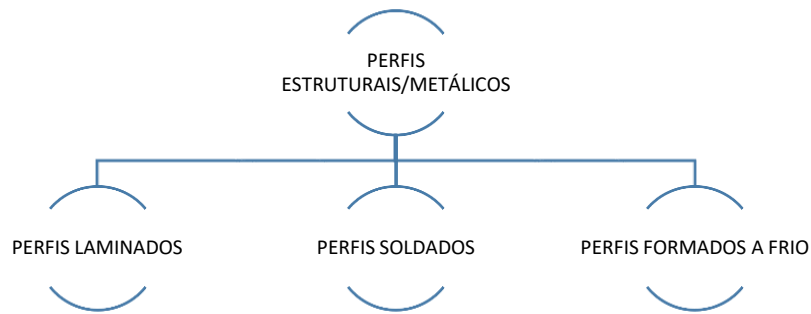 PERFIS
ESTRUTURAIS/METÁLICOS
PERFIS LAMINADOS
PERFIS SOLDADOS
PERFIS FORMADOS A FRIO